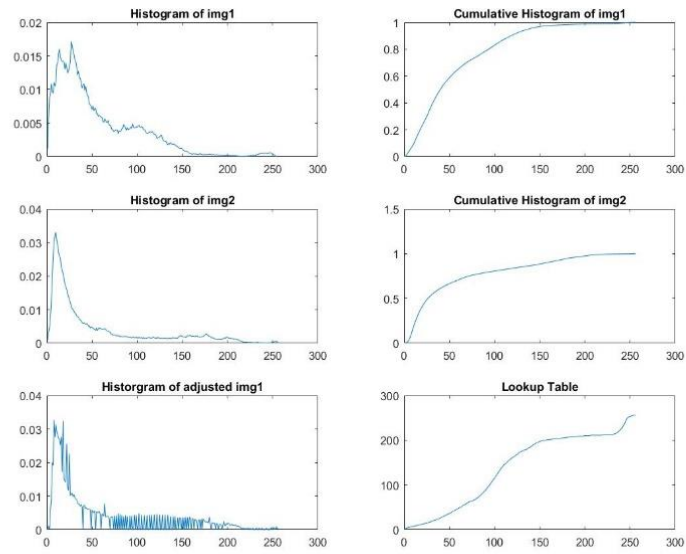 Histogram of img1
0.02
0.015
0.01
0.005
0
0 50 100 150 200 250 300
Cumulative Histogram of img1
1
0.8
0.6
0.4
0.2
0
0 50 100 150 200 250 300
Histogram of img2
0.04
0.03
0.02
0.01
0
0 50 100 150 200 250 300
Cumulative Histogram of img2
1.5
1
0.5
0
0 50 100 150 200 250 300
Historgram of adjusted img1
0.04
0.03
0.02
0.01
0
0 50 100 150 200 250 300
Lookup Table
300
200
100
0
0 50 100 150 200 250 300